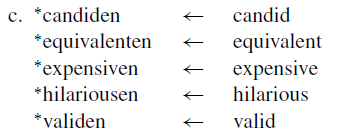 c. *candiden ← candid
*equivalenten ← equivalent
*expensiven ← expensive
*hilariousen ← hilarious
*validen ← valid